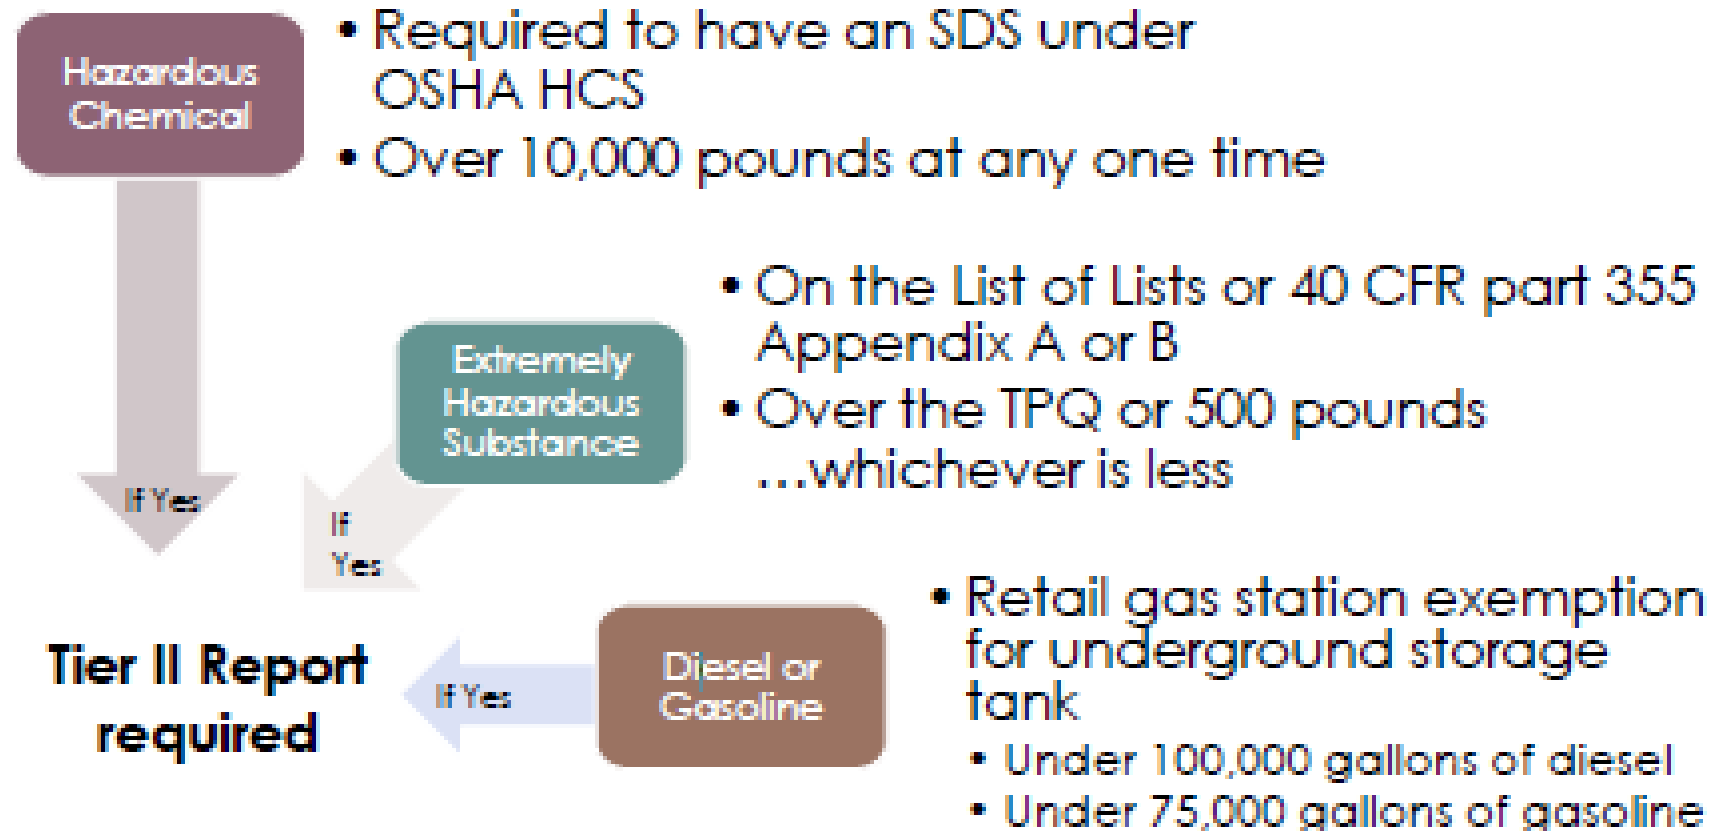 Hazardous
Chemical
• Required to have an SDS under
OSHA HCS
• Over 10,000 pounds at any one time
If Yes
Extremely
Hazardous
Substance
• On the List of Lists or 40 CFR part 355
Appendix A or B
• Over the TPQ or 500 pounds
...whichever is less
If
Yes
Diesel or
Gasoline
• Retail gas station exemption
for underground storage
tank
• Under 100,000 gallons of diesel
• Under 75,000 gallons of gasoline
If Yes
Tier II Report
required